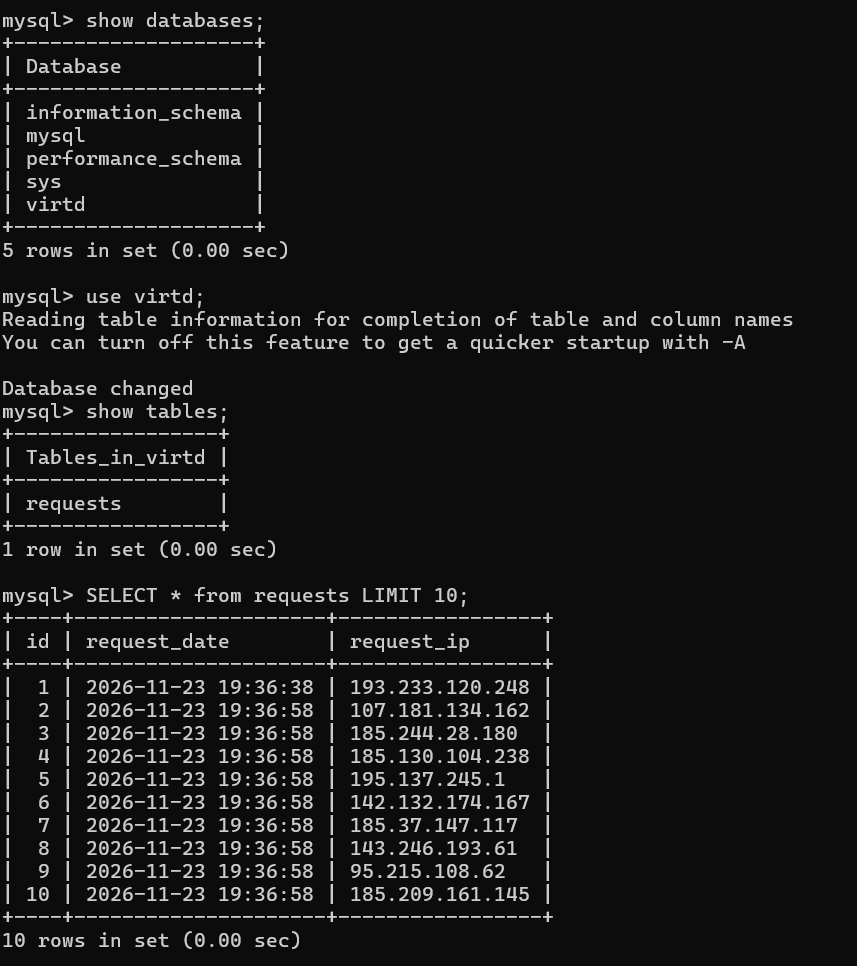 mysql> show databases;
+--------------------+
| Database           |
+--------------------+
| information_schema |
| mysql              |
| performance_schema |
| sys                |
| virtd              |
+--------------------+
5 rows in set (0.00 sec)

mysql> use virtd;
Reading table information for completion of table and column names
You can turn off this feature to get a quicker startup with -A

Database changed
mysql> show tables;
+-----------------+
| Tables_in_virtd |
+-----------------+
| requests        |
+-----------------+
1 row in set (0.00 sec)

mysql> SELECT * from requests LIMIT 10;
+----+---------------------+-----------------+
| id | request_date        | request_ip      |
+----+---------------------+-----------------+
|  1 | 2026-11-23 19:36:38 | 193.233.120.248 |
|  2 | 2026-11-23 19:36:58 | 107.181.134.162 |
|  3 | 2026-11-23 19:36:58 | 185.244.28.180  |
|  4 | 2026-11-23 19:36:58 | 185.130.104.238 |
|  5 | 2026-11-23 19:36:58 | 195.137.245.1   |
|  6 | 2026-11-23 19:36:58 | 142.132.174.167 |
|  7 | 2026-11-23 19:36:58 | 185.37.147.117  |
|  8 | 2026-11-23 19:36:58 | 143.246.193.61  |
|  9 | 2026-11-23 19:36:58 | 95.215.108.62   |
| 10 | 2026-11-23 19:36:58 | 185.209.161.145 |
+----+---------------------+-----------------+
10 rows in set (0.00 sec)